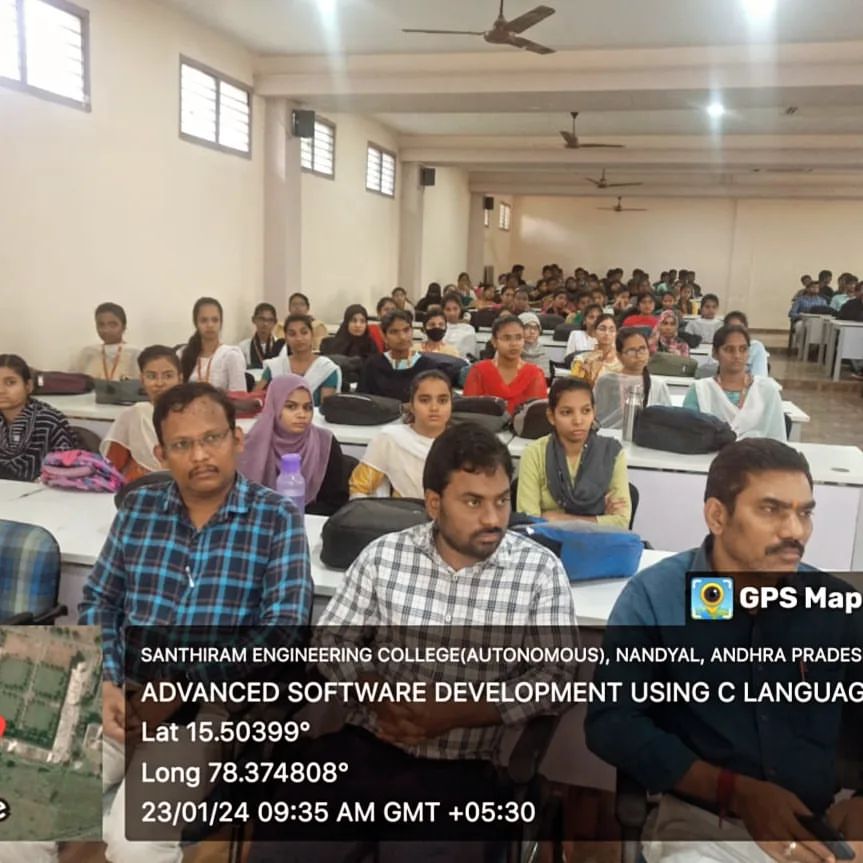 GPS Map
SANTHIRAM ENGINEERING COLLEGE(AUTONOMOUS), NANDYAL, ANDHRA PRADES
ADVANCED SOFTWARE DEVELOPMENT USING C LANGUAG
Lat 15.50399°
Long 78.374808°
e
23/01/24 09:35 AM GMT +05:30